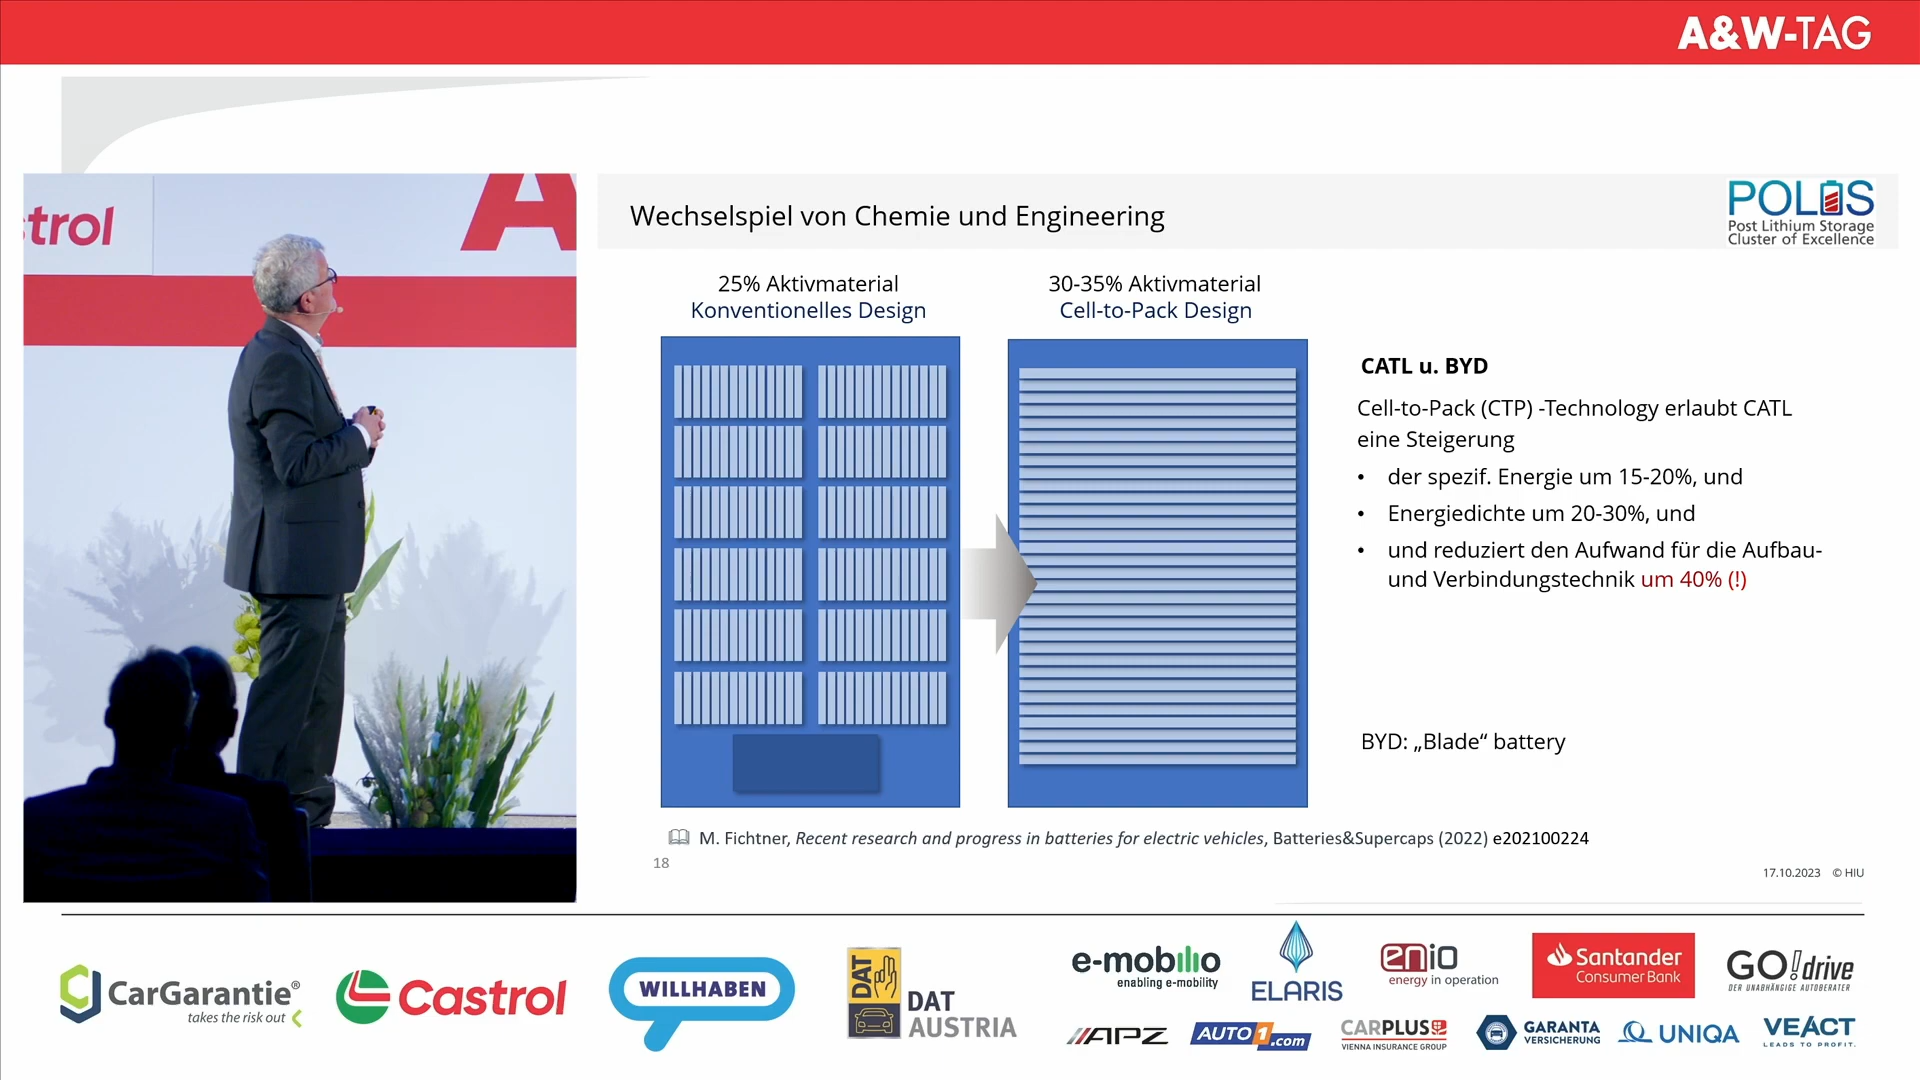 A&W-TAG
strol
A
Wechselspiel von Chemie und Engineering
POLiS
Post Lithium Storage
Cluster of Excellence
25% Aktivmaterial
Konventionelles Design
30-35% Aktivmaterial
Cell-to-Pack Design
CATL u. BYD
Cell-to-Pack (CTP) -Technology erlaubt CATL
eine Steigerung
• der spezif. Energie um 15-20%, und
• Energiedichte um 20-30%, und
• und reduziert den Aufwand für die Aufbau-
und Verbindungstechnik um 40% (!)
BYD: „Blade“ battery
M. Fichtner, Recent research and progress in batteries for electric vehicles, Batteries&Supercaps (2022) e202100224
18
17.10.2023 © HIU
CarGarantie®
takes the risk out
Castrol
WILLHABEN
DAT
DAT
AUSTRIA
e-mobilio
enabling e-mobility
ELARIS
enio
energy in operation
Santander
Consumer Bank
GO!drive
DER UNABHÄNGIGE AUTOBERATER
APZ
AUTO1.com
CARPLUS
VIENNA INSURANCE GROUP
GARANTA
VERSICHERUNG
UNIQA
VEACT
LEADS TO PROFIT.